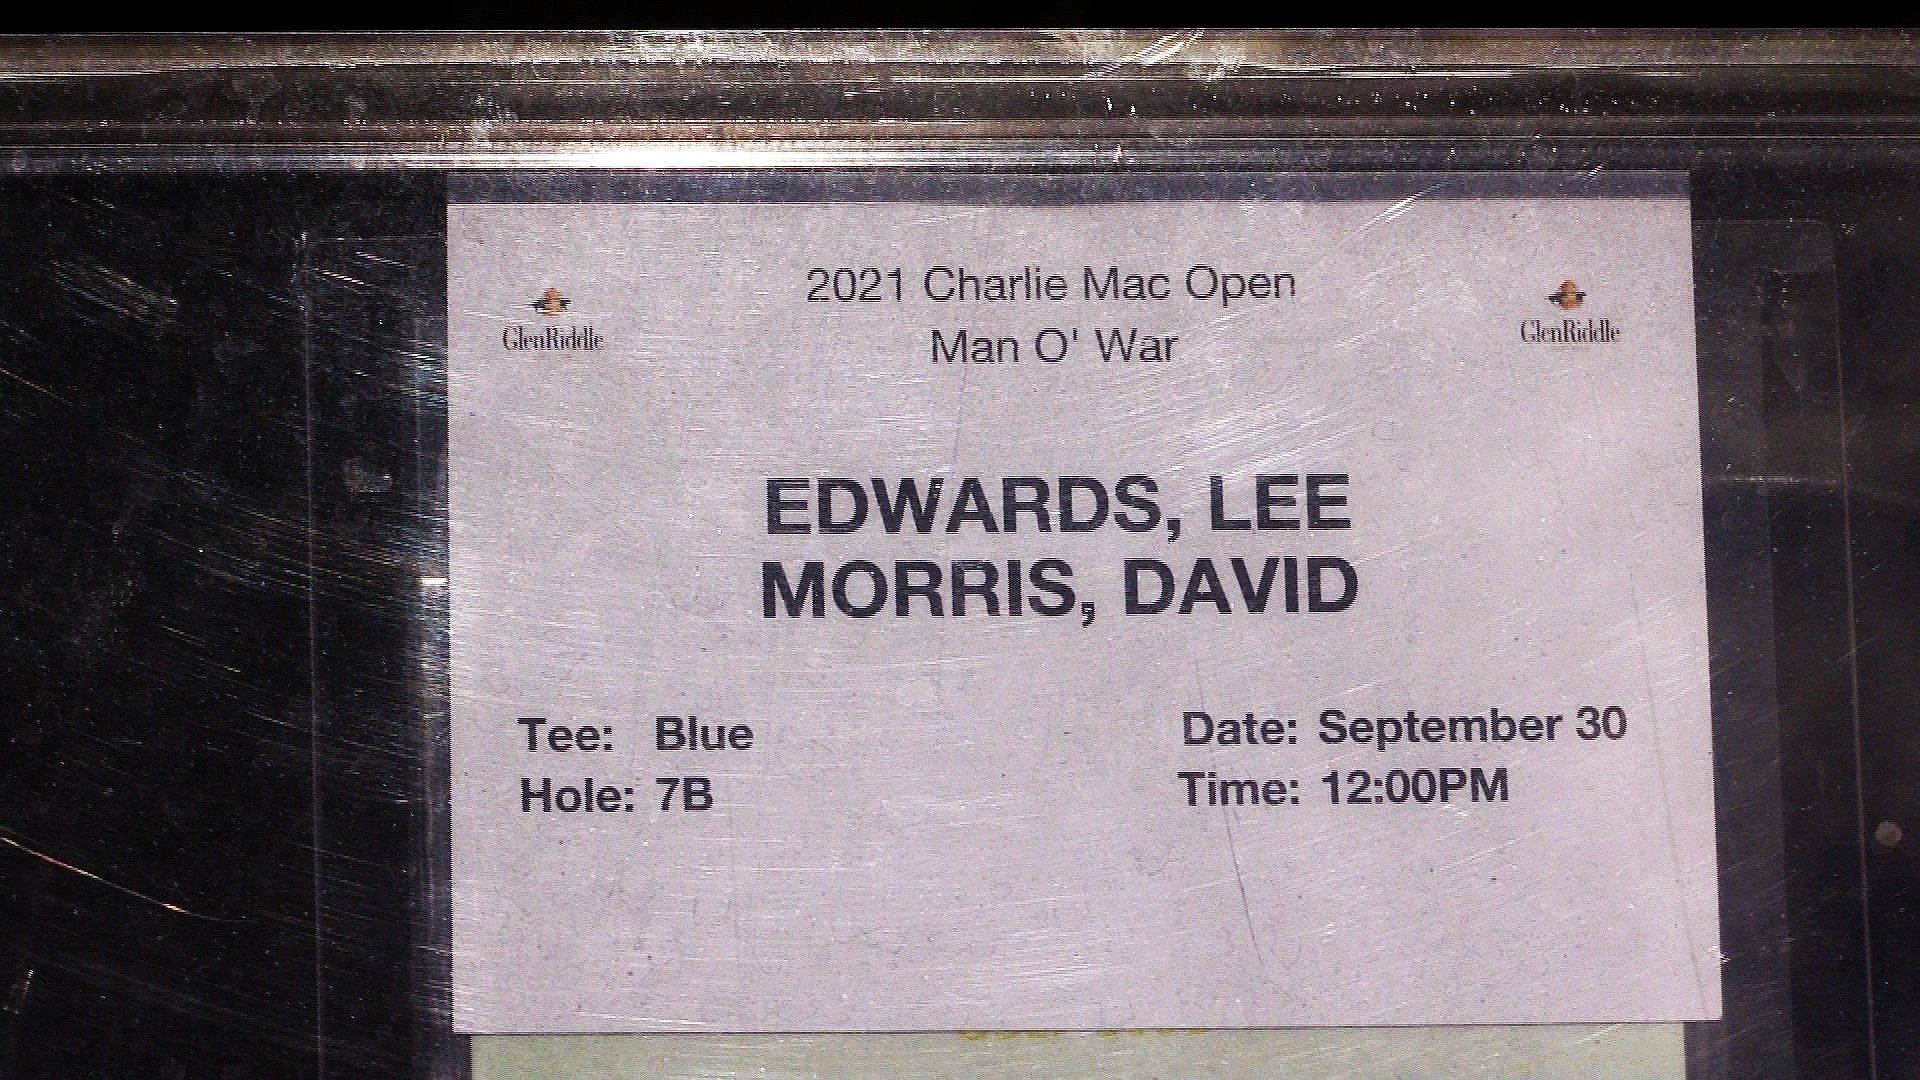 2021 Charlie Mac Open
Man O' War
GlenRiddle
GlenRiddle
EDWARDS, LEE
MORRIS, DAVID
Tee: Blue
Hole: 7B
Date: September 30
Time: 12:00PM